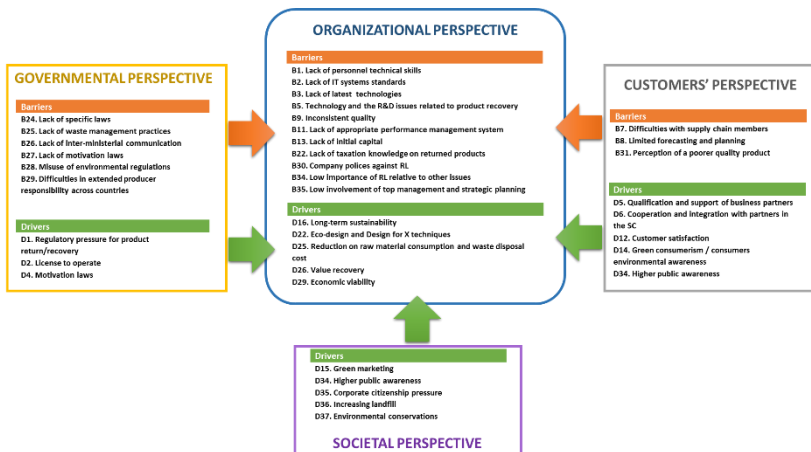 GOVERNMENTAL PERSPECTIVE
Barriers
B24. Lack of specific laws
B25. Lack of waste management practices
B26. Lack of inter-ministerial communication
B27. Lack of motivation laws
B28. Misuse of environmental regulations
B29. Difficulties in extended producer
responsibility across countries
Drivers
D1. Regulatory pressure for product
return/recovery
D2. License to operate
D4. Motivation laws
ORGANIZATIONAL PERSPECTIVE
Barriers
B1. Lack of personnel technical skills
B2. Lack of IT systems standards
B3. Lack of latest technologies
B5. Technology and the R&D issues related to product recovery
B9. Inconsistent quality
B11. Lack of appropriate performance management system
B13. Lack of initial capital
B22. Lack of taxation knowledge on returned products
B30. Company polices against RL
B34. Low importance of RL relative to other issues
B35. Low involvement of top management and strategic planning
Drivers
D16. Long-term sustainability
D22. Eco-design and Design for X techniques
D25. Reduction on raw material consumption and waste disposal
cost
D26. Value recovery
D29. Economic viability
CUSTOMERS' PERSPECTIVE
Barriers
B7. Difficulties with supply chain members
B8. Limited forecasting and planning
B31. Perception of a poorer quality product
Drivers
D5. Qualification and support of business partners
D6. Cooperation and integration with partners in
the SC
D12. Customer satisfaction
D14. Green consumerism / consumers
environmental awareness
D34. Higher public awareness
Drivers
D15. Green marketing
D34. Higher public awareness
D35. Corporate citizenship pressure
D36. Increasing landfill
D37. Environmental conservations
SOCIETAL PERSPECTIVE